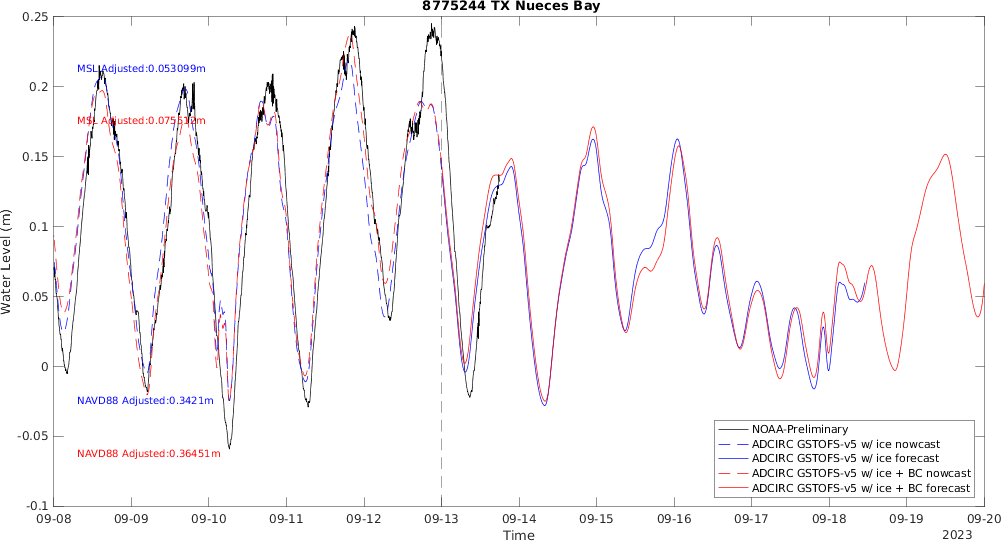 8775244 TX Nueces Bay
0.25
0.2
0.15
0.1
0.05
0
-0.05
-0.1
Water Level (m)
MSL Adjusted:0.053099m
MSL Adjusted:0.075512m
NAVD88 Adjusted:0.3421m
NAVD88 Adjusted:0.36451m
NOAA-Preliminary
ADCIRC GSTOFS-v5 w/ ice nowcast
ADCIRC GSTOFS-v5 w/ ice forecast
ADCIRC GSTOFS-v5 w/ ice + BC nowcast
ADCIRC GSTOFS-v5 w/ ice + BC forecast
09-08 09-09 09-10 09-11 09-12 09-13 09-14 09-15 09-16 09-17 09-18 09-19 09-20
Time
2023